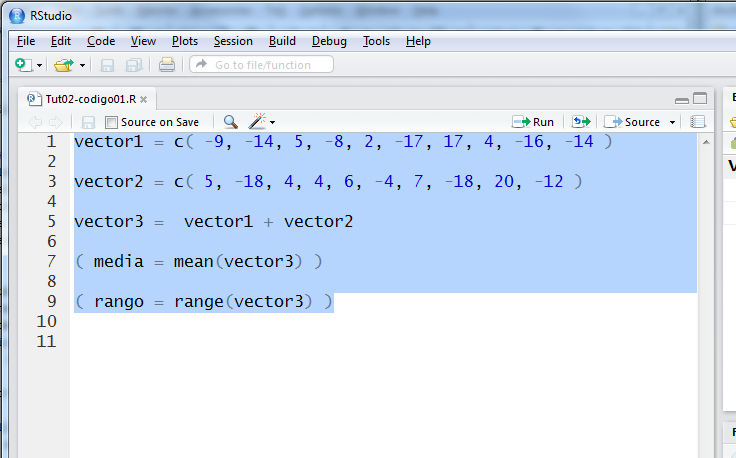 RStudio
File Edit Code View Plots Session Build Debug Tools Help
Go to file/function
Tut02-codigo01.R
Source on Save Run Source
1 vector1 = c( -9, -14, 5, -8, 2, -17, 17, 4, -16, -14 )
2
3 vector2 = c( 5, -18, 4, 4, 6, -4, 7, -18, 20, -12 )
4
5 vector3 =  vector1 + vector2
6
7 ( media = mean(vector3) )
8
9 ( rango = range(vector3) )
10
11